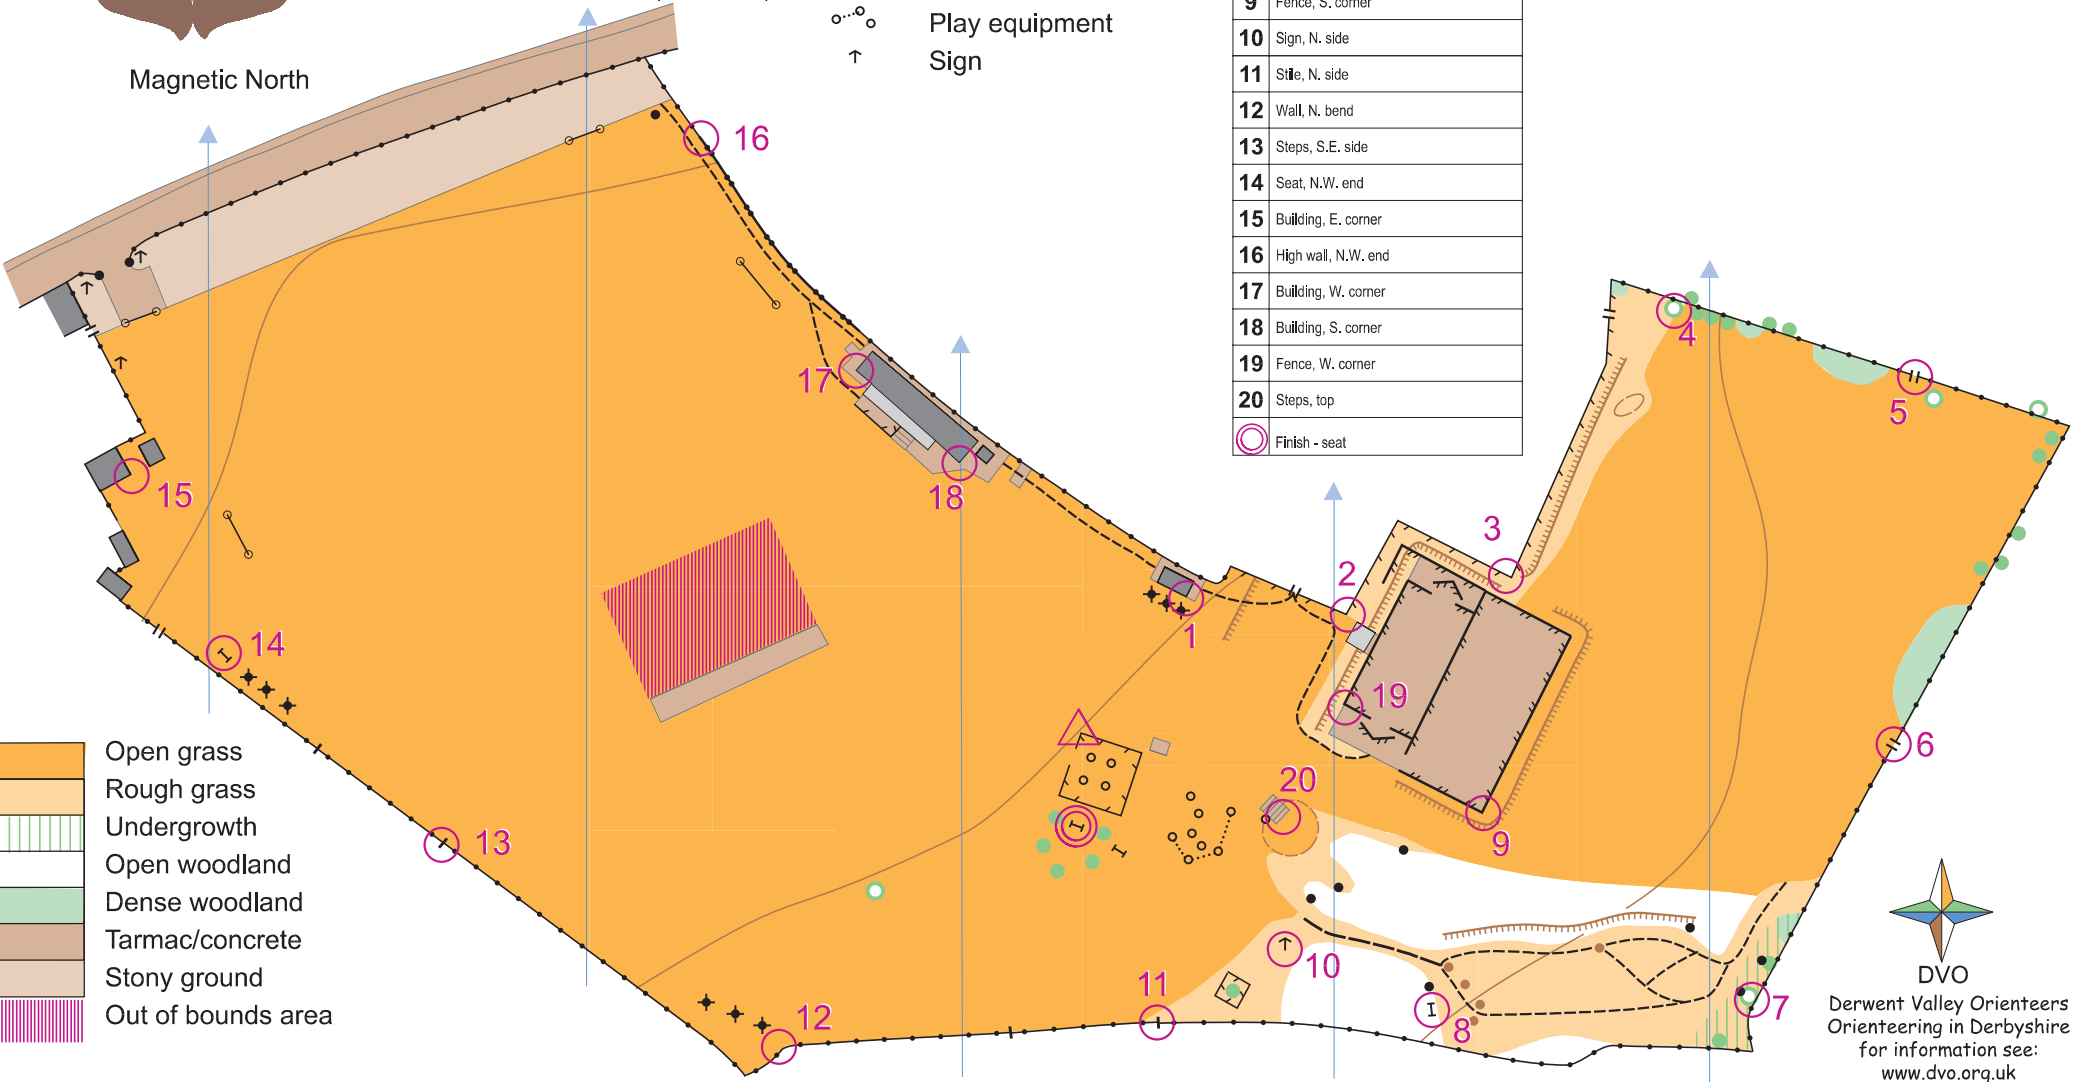 Magnetic North
Play equipment
Sign
9 Fence, S. corner
10 Sign, N. side
11 Stile, N. side
12 Wall, N. bend
13 Steps, S.E. side
14 Seat, N.W. end
15 Building, E. corner
16 High wall, N.W. end
17 Building, W. corner
18 Building, S. corner
19 Fence, W. corner
20 Steps, top
Finish - seat
16
4
17
5
15
18
3
2
1
14
19
6
20
13
9
10
11
12
7
8
Open grass
Rough grass
Undergrowth
Open woodland
Dense woodland
Tarmac/concrete
Stony ground
Out of bounds area
DVO
Derwent Valley Orienteers
Orienteering in Derbyshire
for information see:
www.dvo.org.uk